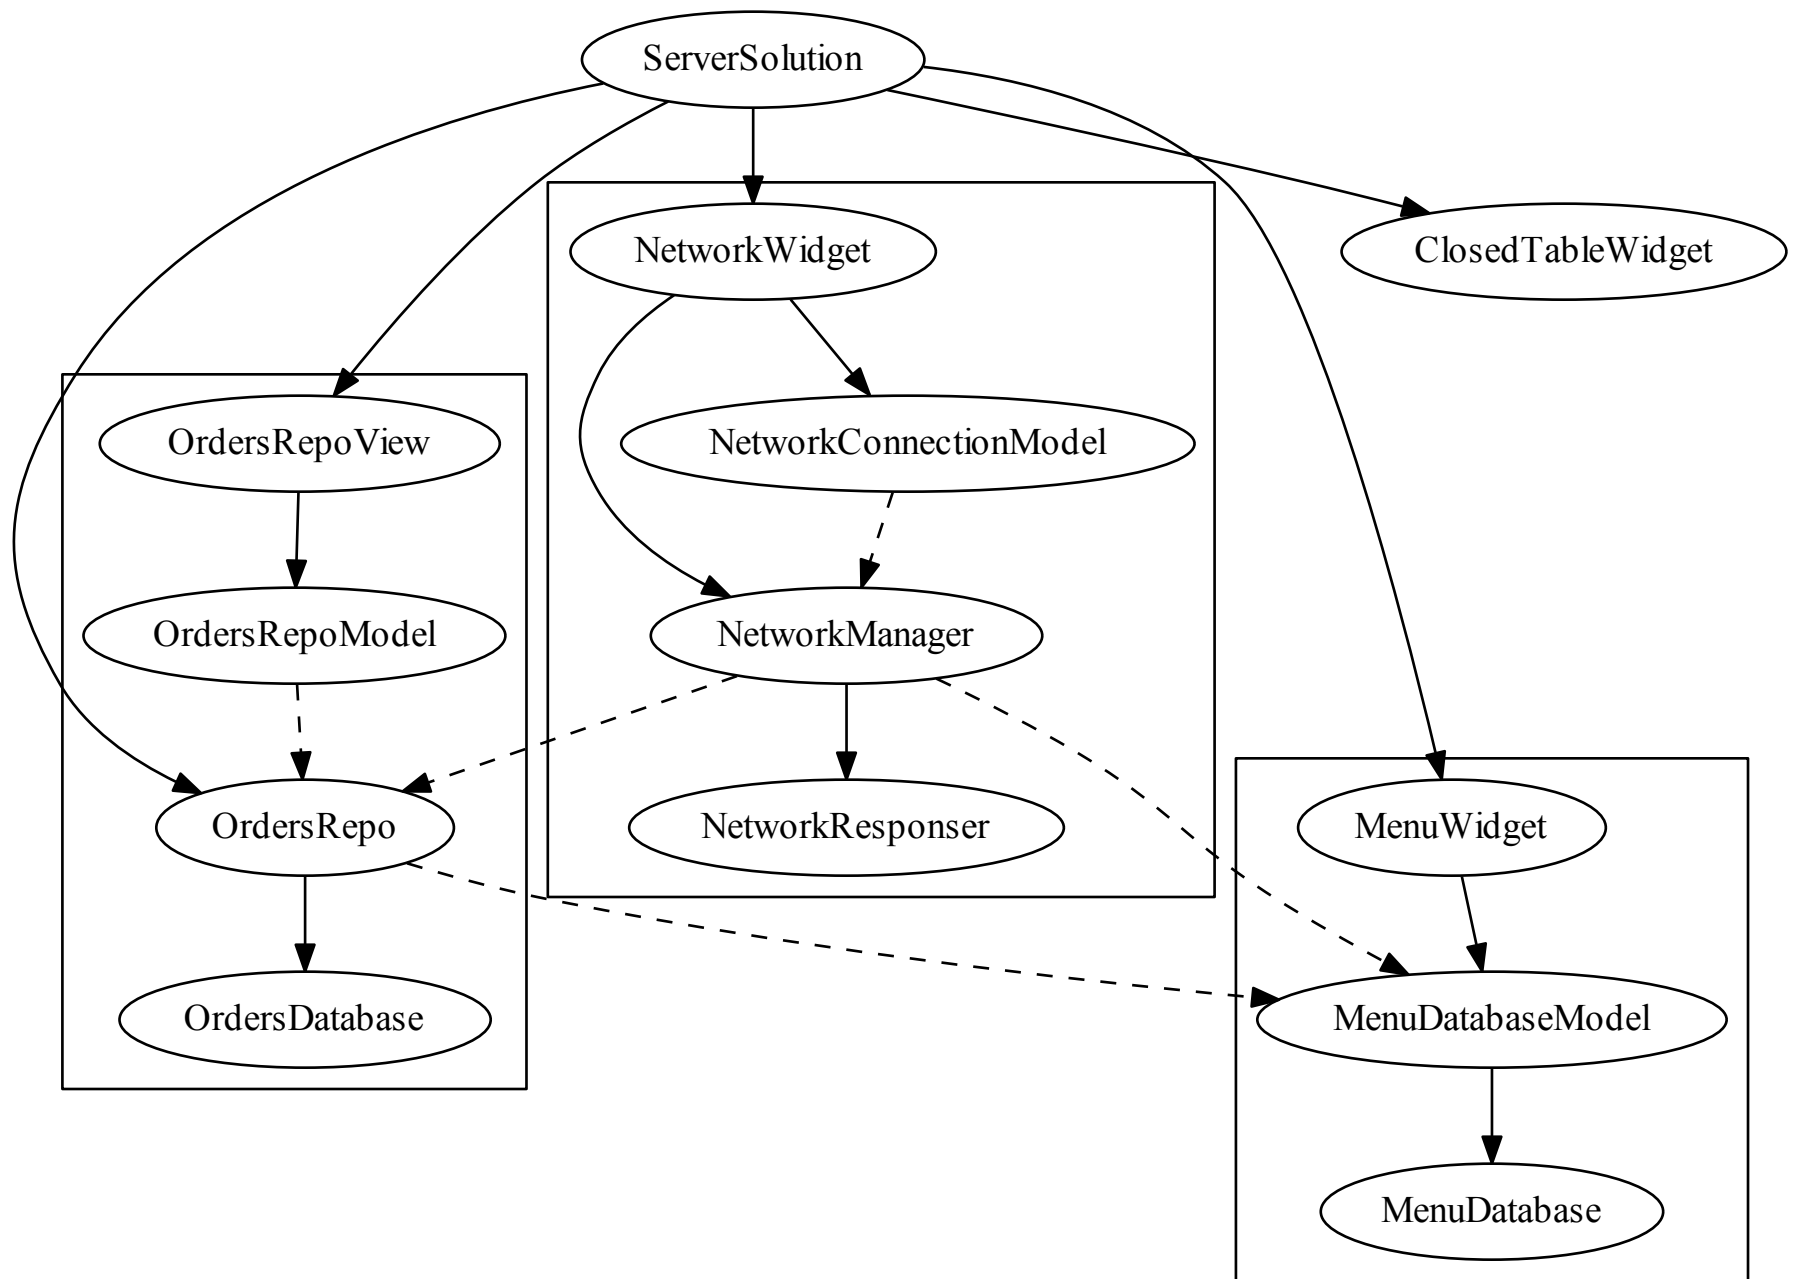 ServerSolution
NetworkWidget
ClosedTableWidget
OrdersRepoView
NetworkConnectionModel
OrdersRepoModel
NetworkManager
OrdersRepo
NetworkResponser
MenuWidget
OrdersDatabase
MenuDatabaseModel
MenuDatabase